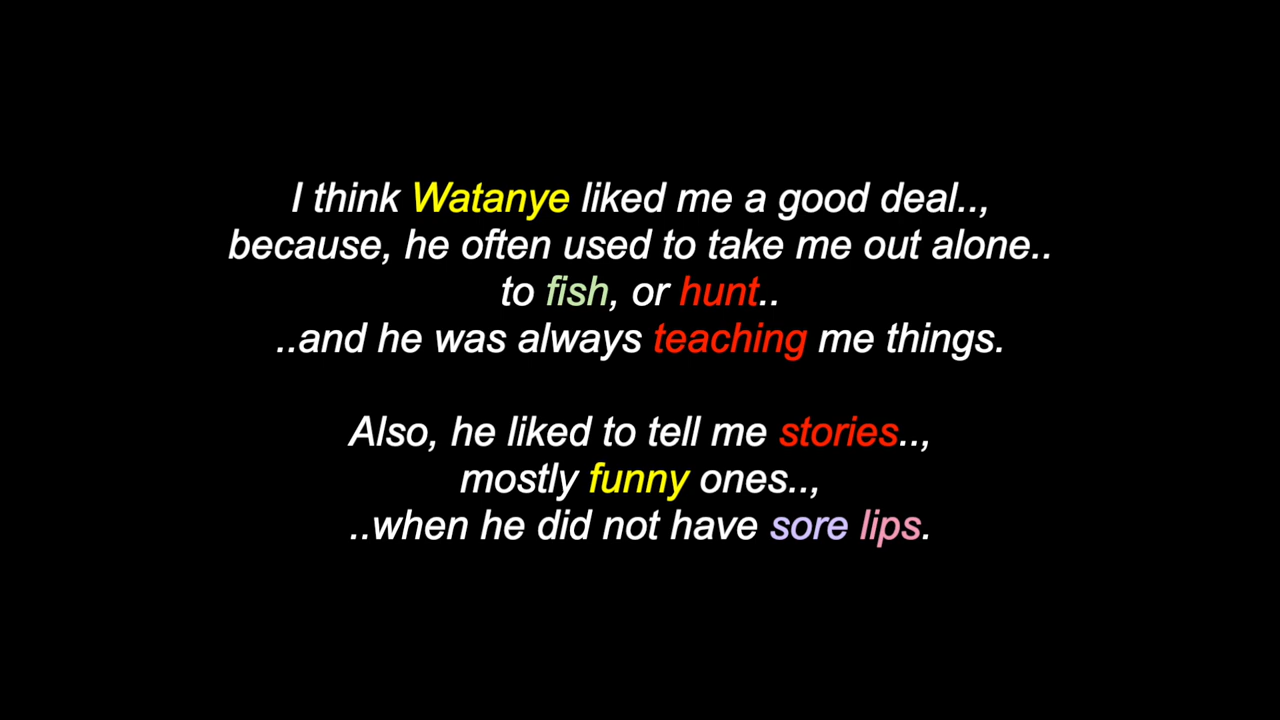 I think Watanye liked me a good deal..,
because, he often used to take me out alone..
to fish, or hunt..
..and he was always teaching me things.
Also, he liked to tell me stories..,
mostly funny ones..,
..when he did not have sore lips.